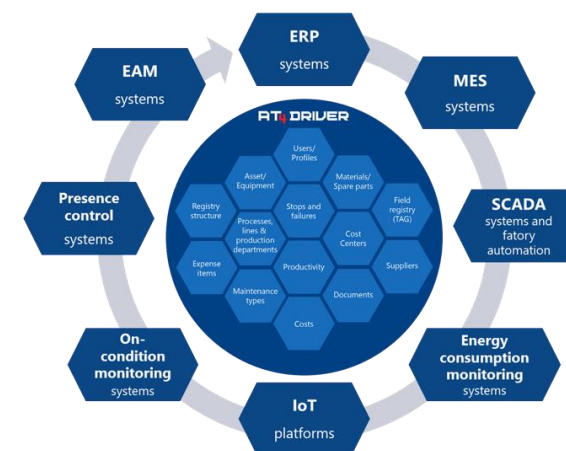 ERP
systems
MES
systems
SCADA
systems and
fatory
automation
Energy
consumption
monitoring
systems
IoT
platforms
On-
condition
monitoring
systems
Presence
control
systems
EAM
systems
AT4 DRIVER
Users/
Profiles
Asset/
Equipment
Materials/
Spare parts
Registry
structure
Stops and
failures
Field
registry
(TAG)
Processes,
lines &
production
departments
Cost
Centers
Expense
items
Productivity
Suppliers
Maintenance
types
Documents
Costs